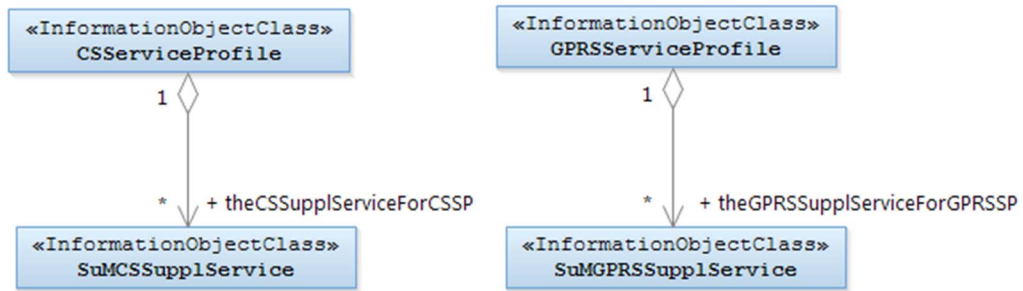 «InformationObjectClass»
CSServiceProfile
1
* + theCSSupplServiceForCSSP
«InformationObjectClass»
SuMCSSupplService
«InformationObjectClass»
GPRSServiceProfile
1
* + theGPRSSupplServiceForGPRSSP
«InformationObjectClass»
SuMGPRSSupplService